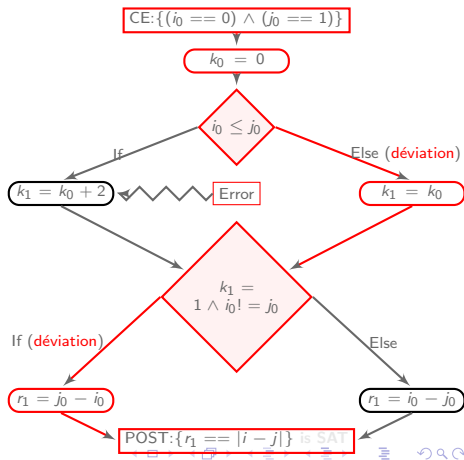 CE:{(i₀ == 0) ∧ (j₀ == 1)}
k₀ = 0
i₀ ≤ j₀
If
Else (déviation)
k₁ = k₀ + 2
Error
k₁ = k₀
k₁ =
1 ∧ i₀! = j₀
If (déviation)
Else
r₁ = j₀ − i₀
r₁ = i₀ − j₀
POST:{r₁ == |i − j|} is SAT